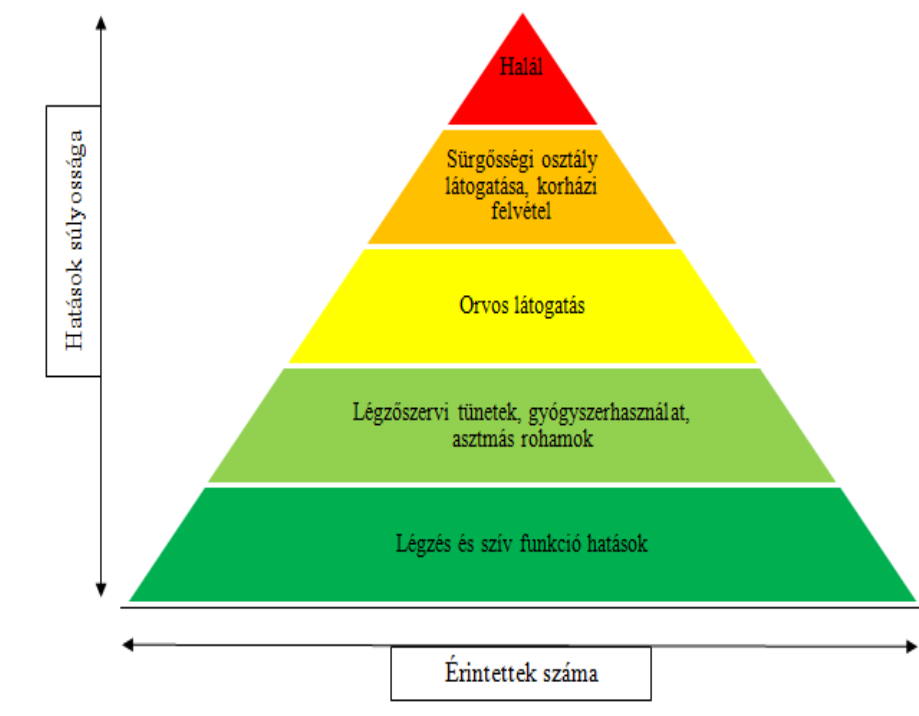 Halál
Sürgősségi osztály
látogatása, korházi
felvétel
Orvos látogatás
Légzőszervi tünetek, gyógyszerhasználat,
asztmás rohamok
Légzés és szív funkció hatások
Hatások súlyossága
Érintettek száma